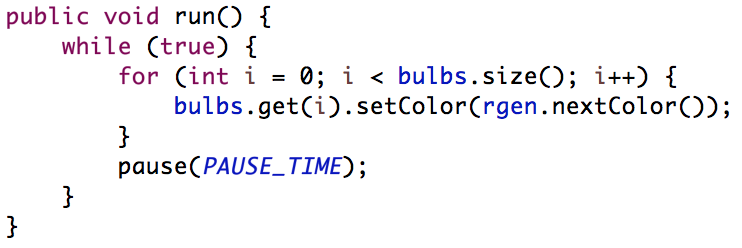 public void run() {
    while (true) {
        for (int i = 0; i < bulbs.size(); i++) {
            bulbs.get(i).setColor(rgen.nextColor());
        }
        pause(PAUSE_TIME);
    }
}